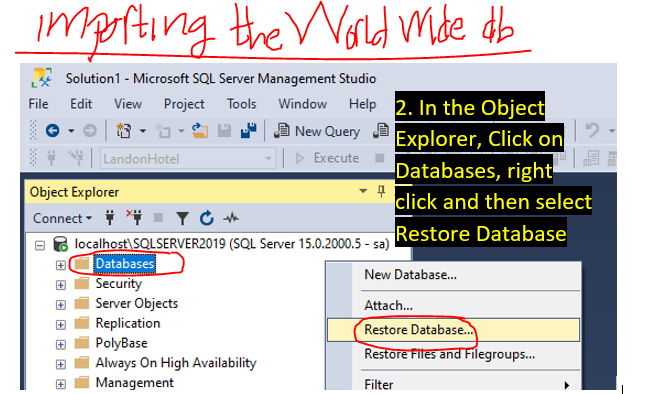 importing the World Wide db
Solution1 - Microsoft SQL Server Management Studio
File Edit View Project Tools Window Help
New Query
LandonHotel Execute
2. In the Object
Explorer, Click on
Databases, right
click and then select
Restore Database
Object Explorer
Connect
localhost\SQLSERVER2019 (SQL Server 15.0.2000.5 - sa)
Databases
Security
Server Objects
Replication
PolyBase
Always On High Availability
Management
New Database...
Attach...
Restore Database...
Restore Files and Filegroups...
Filter